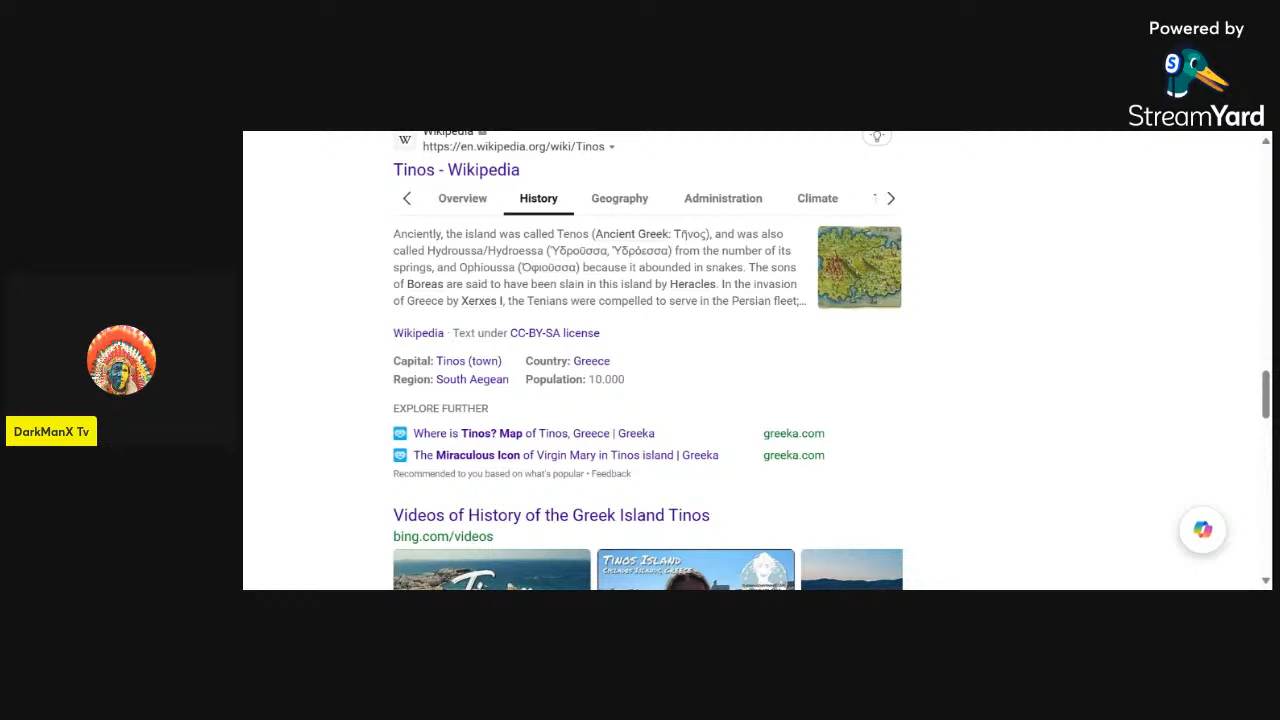 Powered by
StreamYard
Wikipedia
W
https://en.wikipedia.org/wiki/Tinos
Tinos - Wikipedia
Overview History Geography Administration Climate
Anciently, the island was called Tenos (Ancient Greek: Τῆνος), and was also
called Hydroussa/Hydroessa (Ὑδροῦσσα, Ὑδρόεσσα) from the number of its
springs, and Ophioussa (Ὀφιοῦσσα) because it abounded in snakes. The sons
of Boreas are said to have been slain in this island by Heracles. In the invasion
of Greece by Xerxes I, the Tenians were compelled to serve in the Persian fleet;...
Wikipedia · Text under CC-BY-SA license
Capital: Tinos (town) Country: Greece
Region: South Aegean Population: 10.000
EXPLORE FURTHER
Where is Tinos? Map of Tinos, Greece | Greeka greeka.com
The Miraculous Icon of Virgin Mary in Tinos island | Greeka greeka.com
Recommended to you based on what's popular • Feedback
Videos of History of the Greek Island Tinos
bing.com/videos
TINOS ISLAND
DarkManX Tv